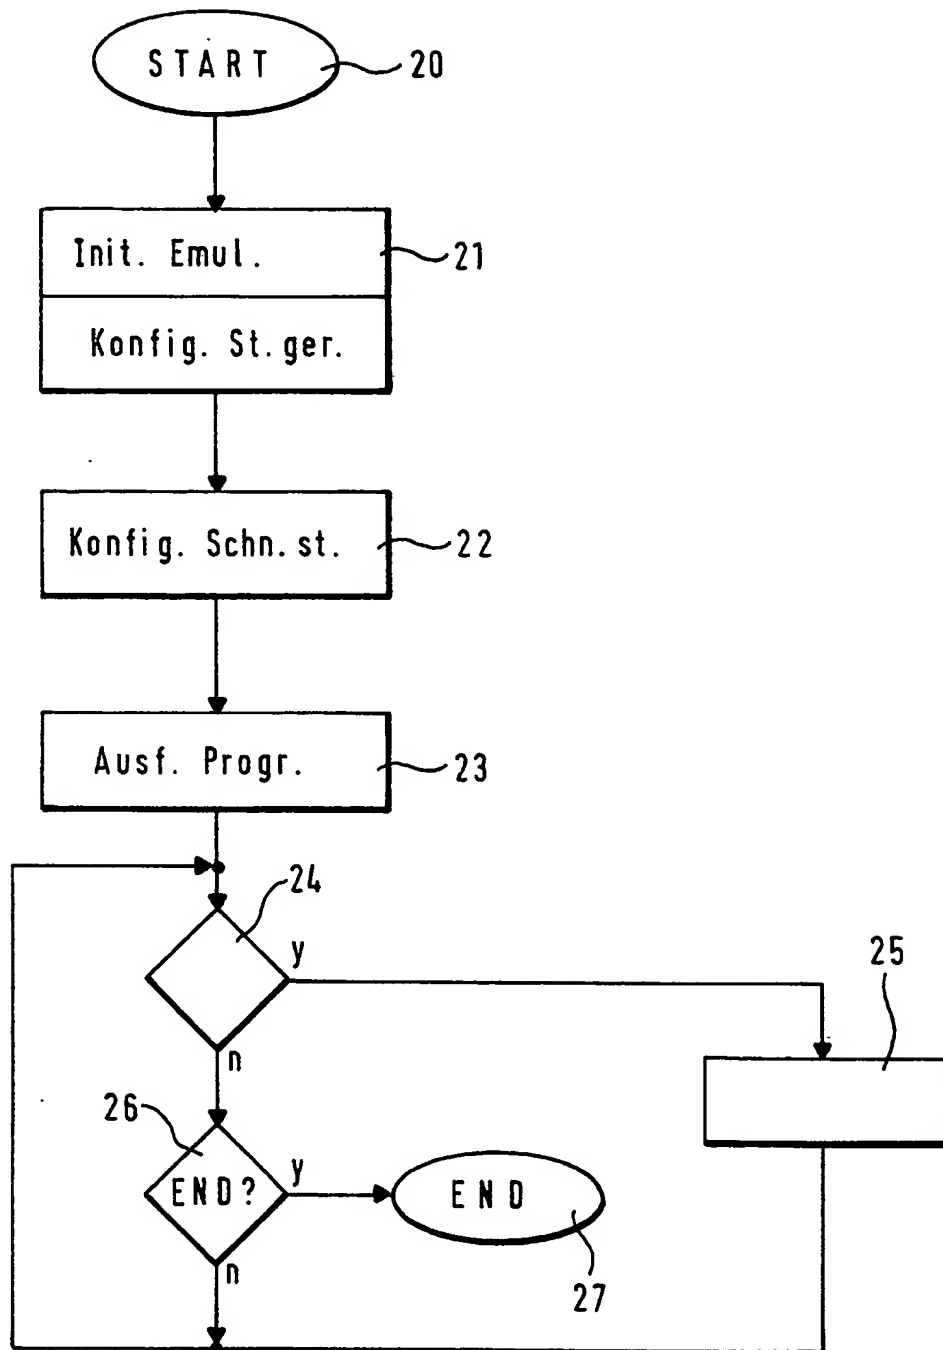 START
20
Init. Emul.
21
Konfig. St.ger.
Konfig. Schn.st.
22
Ausf. Progr.
23
24
y
25
n
26
END?
y
END
n
27